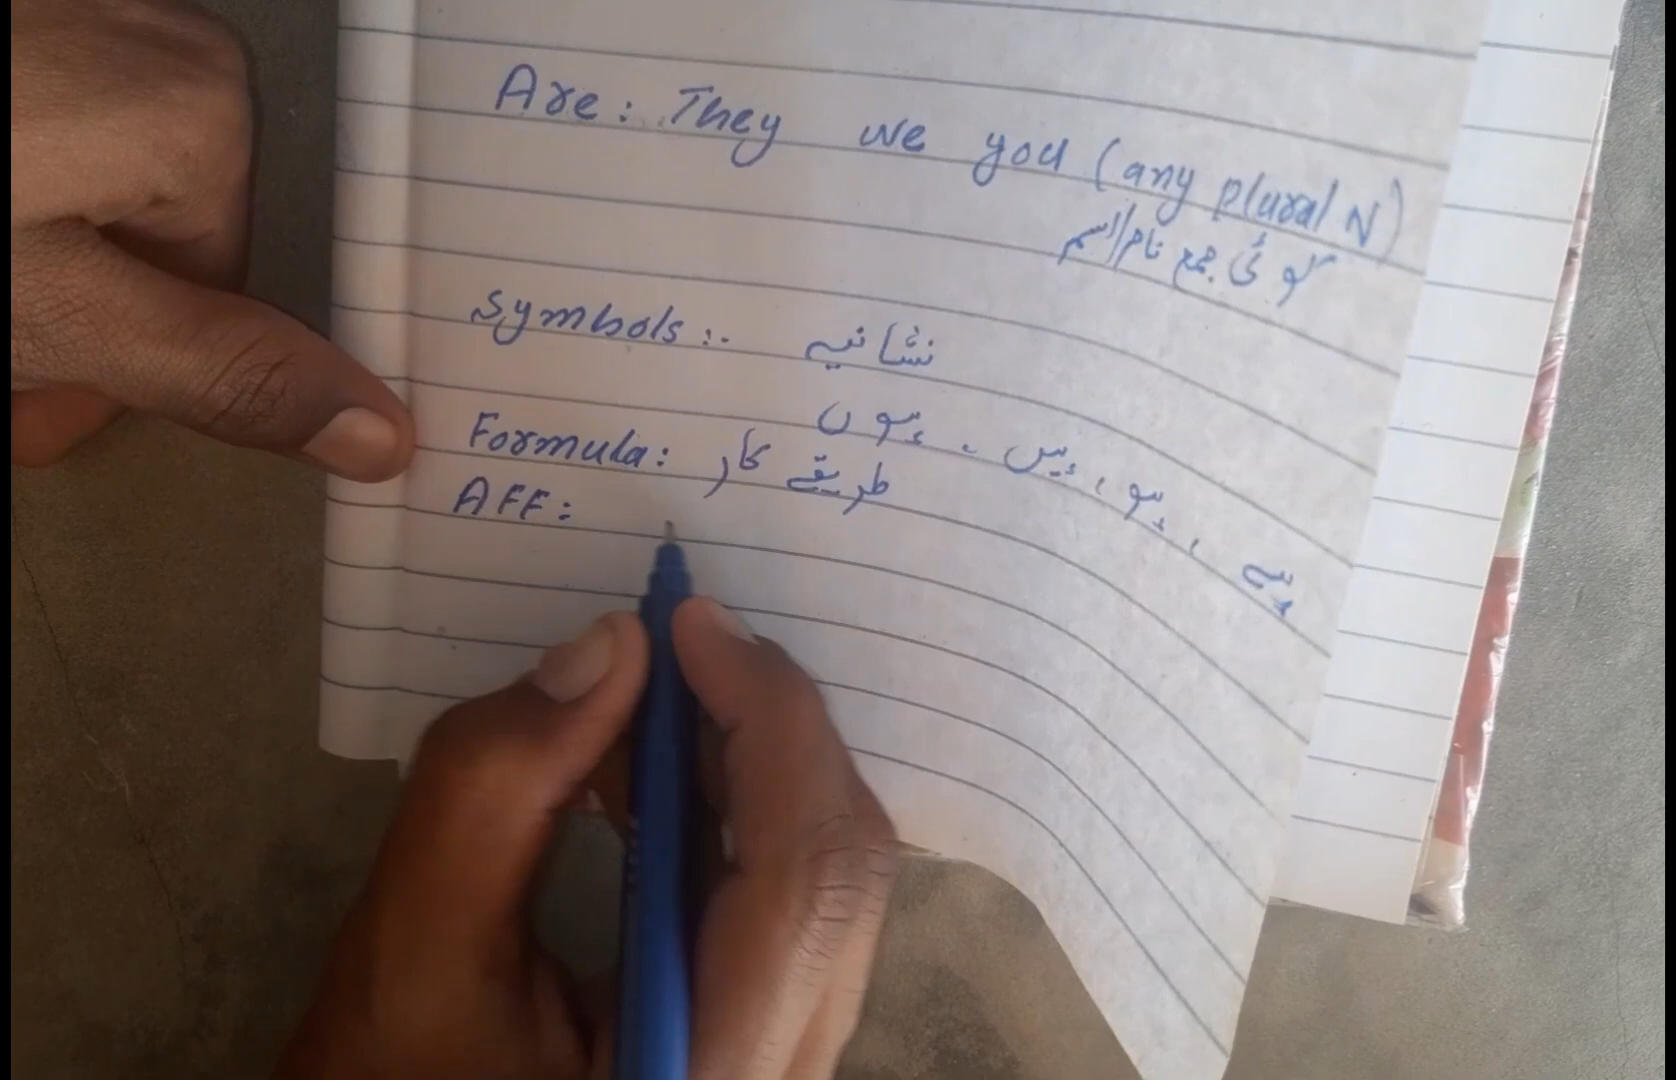 Are: They we you (any plural N)
کوئی جمع نام/اسم
Symbols:- نشانیہ
ہے ، ہو ، ہیں ، ہوں
Formula: طریقے کار
AFF: